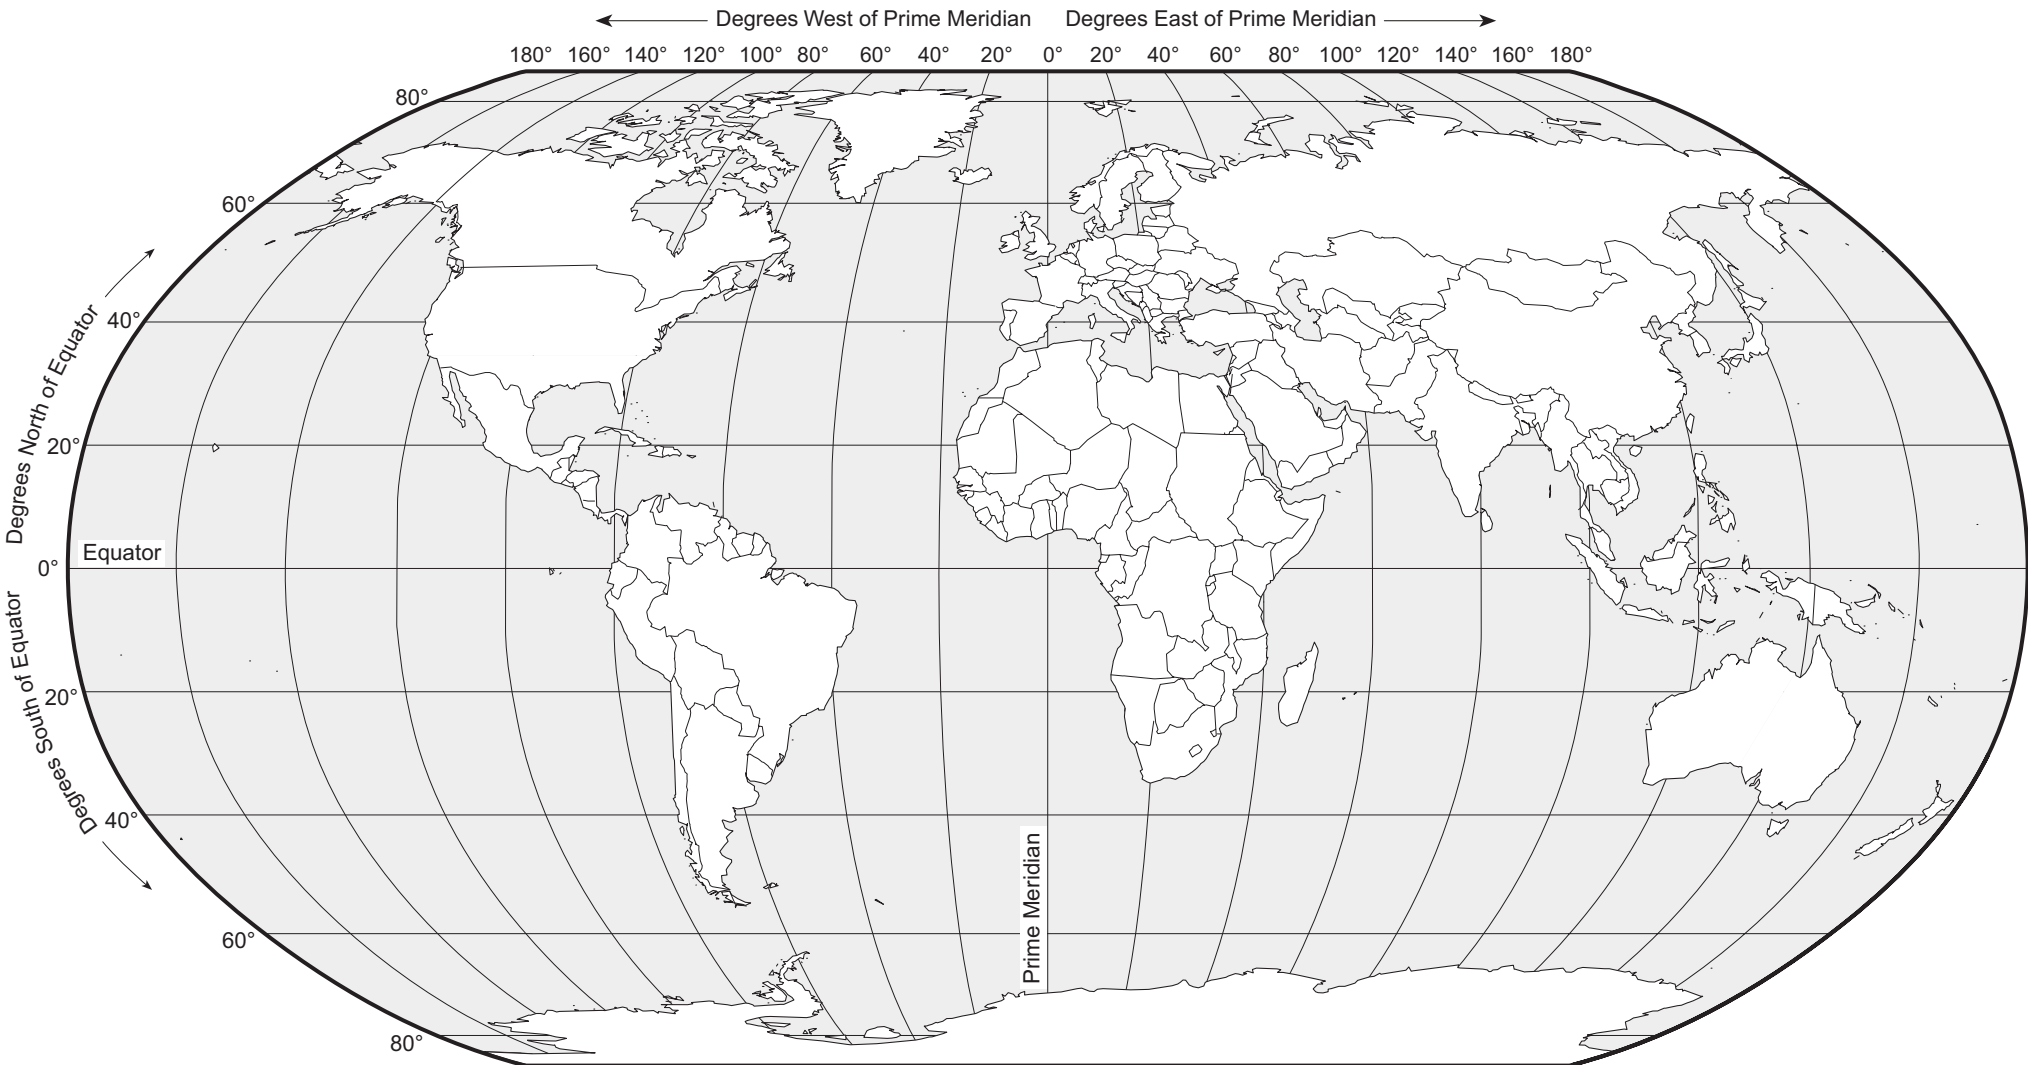 Degrees West of Prime Meridian Degrees East of Prime Meridian
180° 160° 140° 120° 100° 80° 60° 40° 20° 0° 20° 40° 60° 80° 100° 120° 140° 160° 180°
80°
60°
40°
20°
Degrees North of Equator
Equator
0°
Degrees South of Equator
20°
40°
60°
80°
Prime Meridian